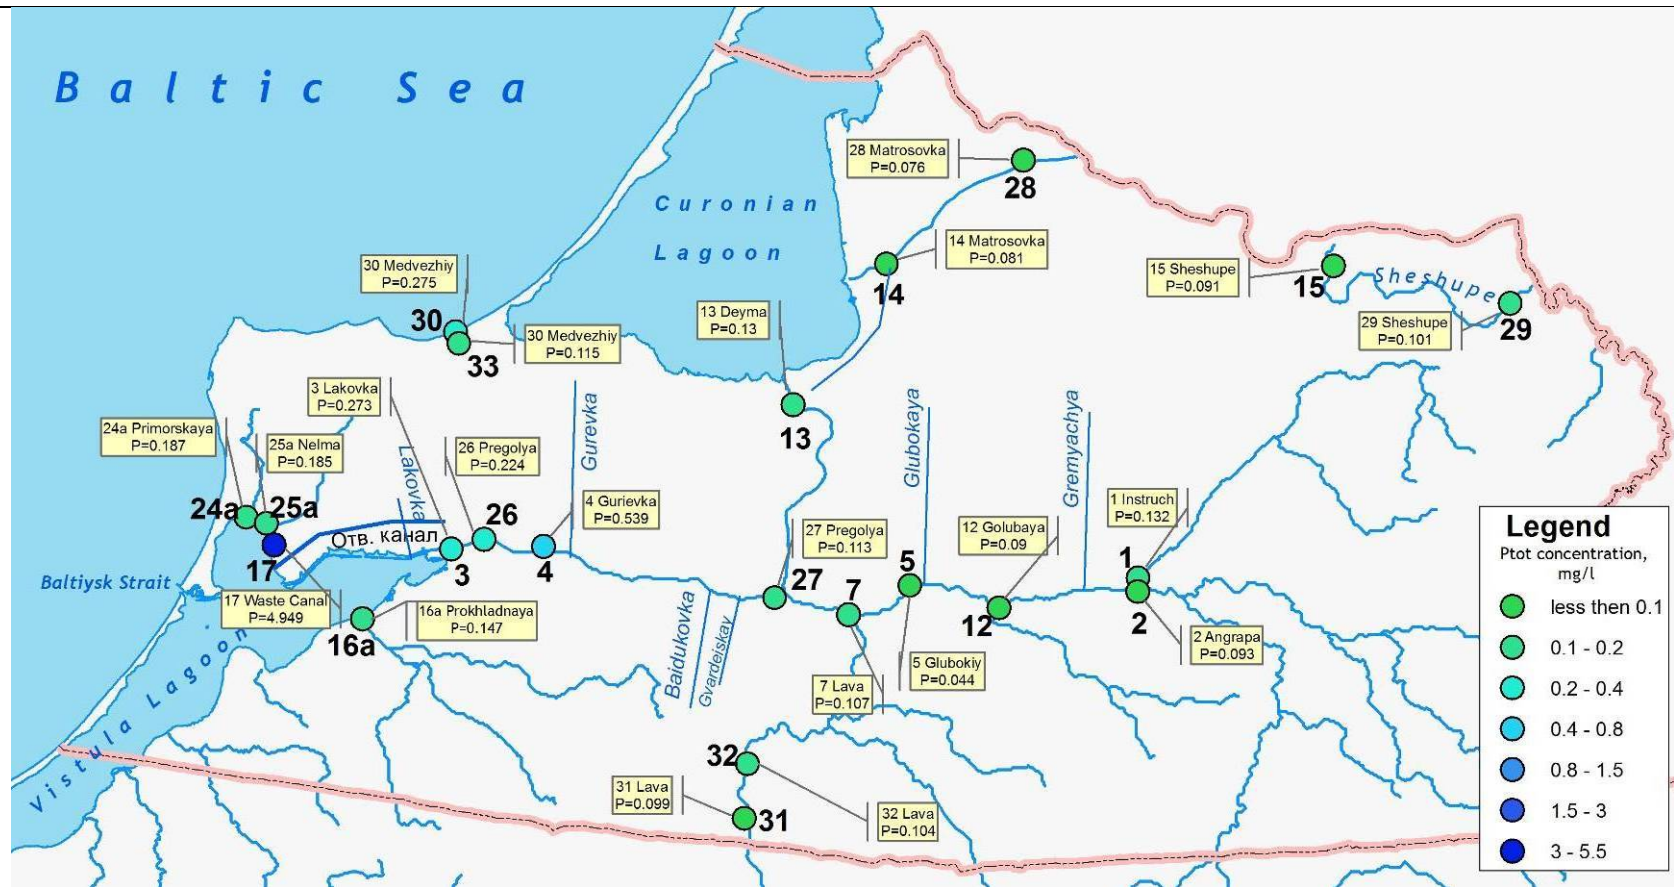 Baltic Sea
Curonian
Lagoon
28 Matrosovka
P=0.076
28
14 Matrosovka
P=0.081
14
15 Sheshupe
P=0.091
15
Sheshupe
29 Sheshupe
P=0.101
29
30 Medvezhiy
P=0.275
30
30 Medvezhiy
P=0.115
33
13 Deyma
P=0.13
13
3 Lakovka
P=0.273
24a Primorskaya
P=0.187
25a Nelma
P=0.185
26 Pregolya
P=0.224
Lakovka
Gurevka
Glubokaya
Gremyachya
24a
25a
26
4 Gurievka
P=0.539
1 Instruch
P=0.132
12 Golubaya
P=0.09
27 Pregolya
P=0.113
Отв. канал
17
3
4
27
7
5
12
1
2
Baltiysk Strait
17 Waste Canal
P=4.949
16a Prokhladnaya
P=0.147
16a
Baidukovka
Gvardeiskay
2 Angrapa
P=0.093
5 Glubokiy
P=0.044
7 Lava
P=0.107
Vistula Lagoon
32
31 Lava
P=0.099
31
32 Lava
P=0.104
Legend
Ptot concentration,
mg/l
less then 0.1
0.1 - 0.2
0.2 - 0.4
0.4 - 0.8
0.8 - 1.5
1.5 - 3
3 - 5.5